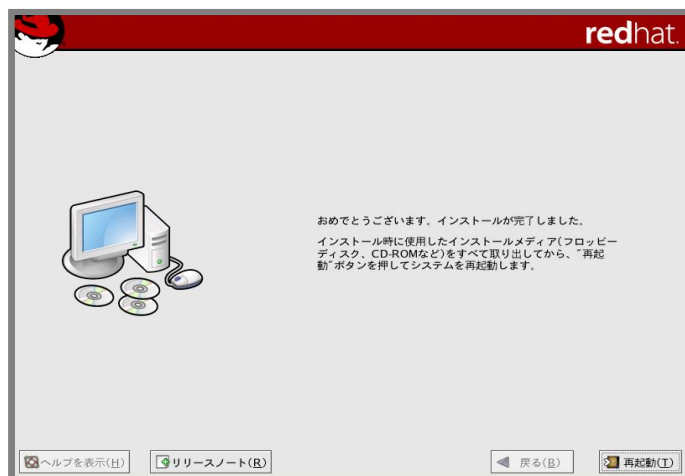 redhat.
おめでとうございます。インストールが完了しました。
インストール時に使用したインストールメディア(フロッピー
ディスク、CD-ROMなど)をすべて取り出してから、"再起
動"ボタンを押してシステムを再起動します。
ヘルプを表示(H)
リリースノート(R)
戻る(B)
再起動(T)